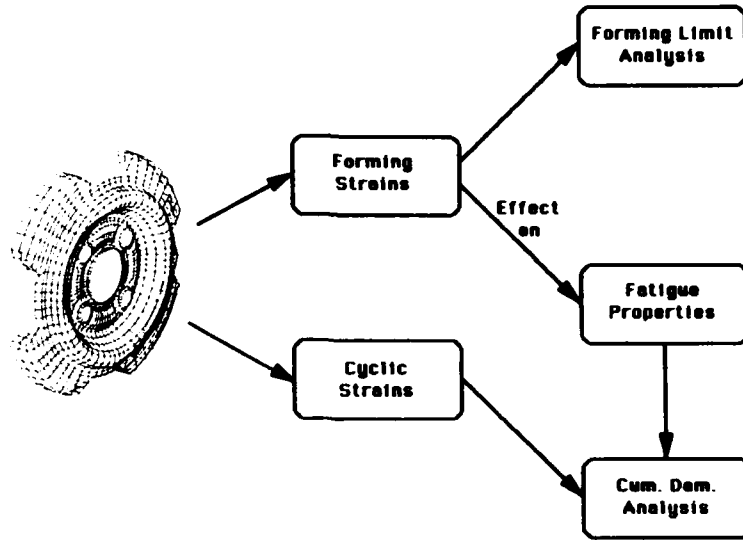 Forming Limit
Analysis
Forming
Strains
Effect
on
Fatigue
Properties
Cyclic
Strains
Cum. Dam.
Analysis